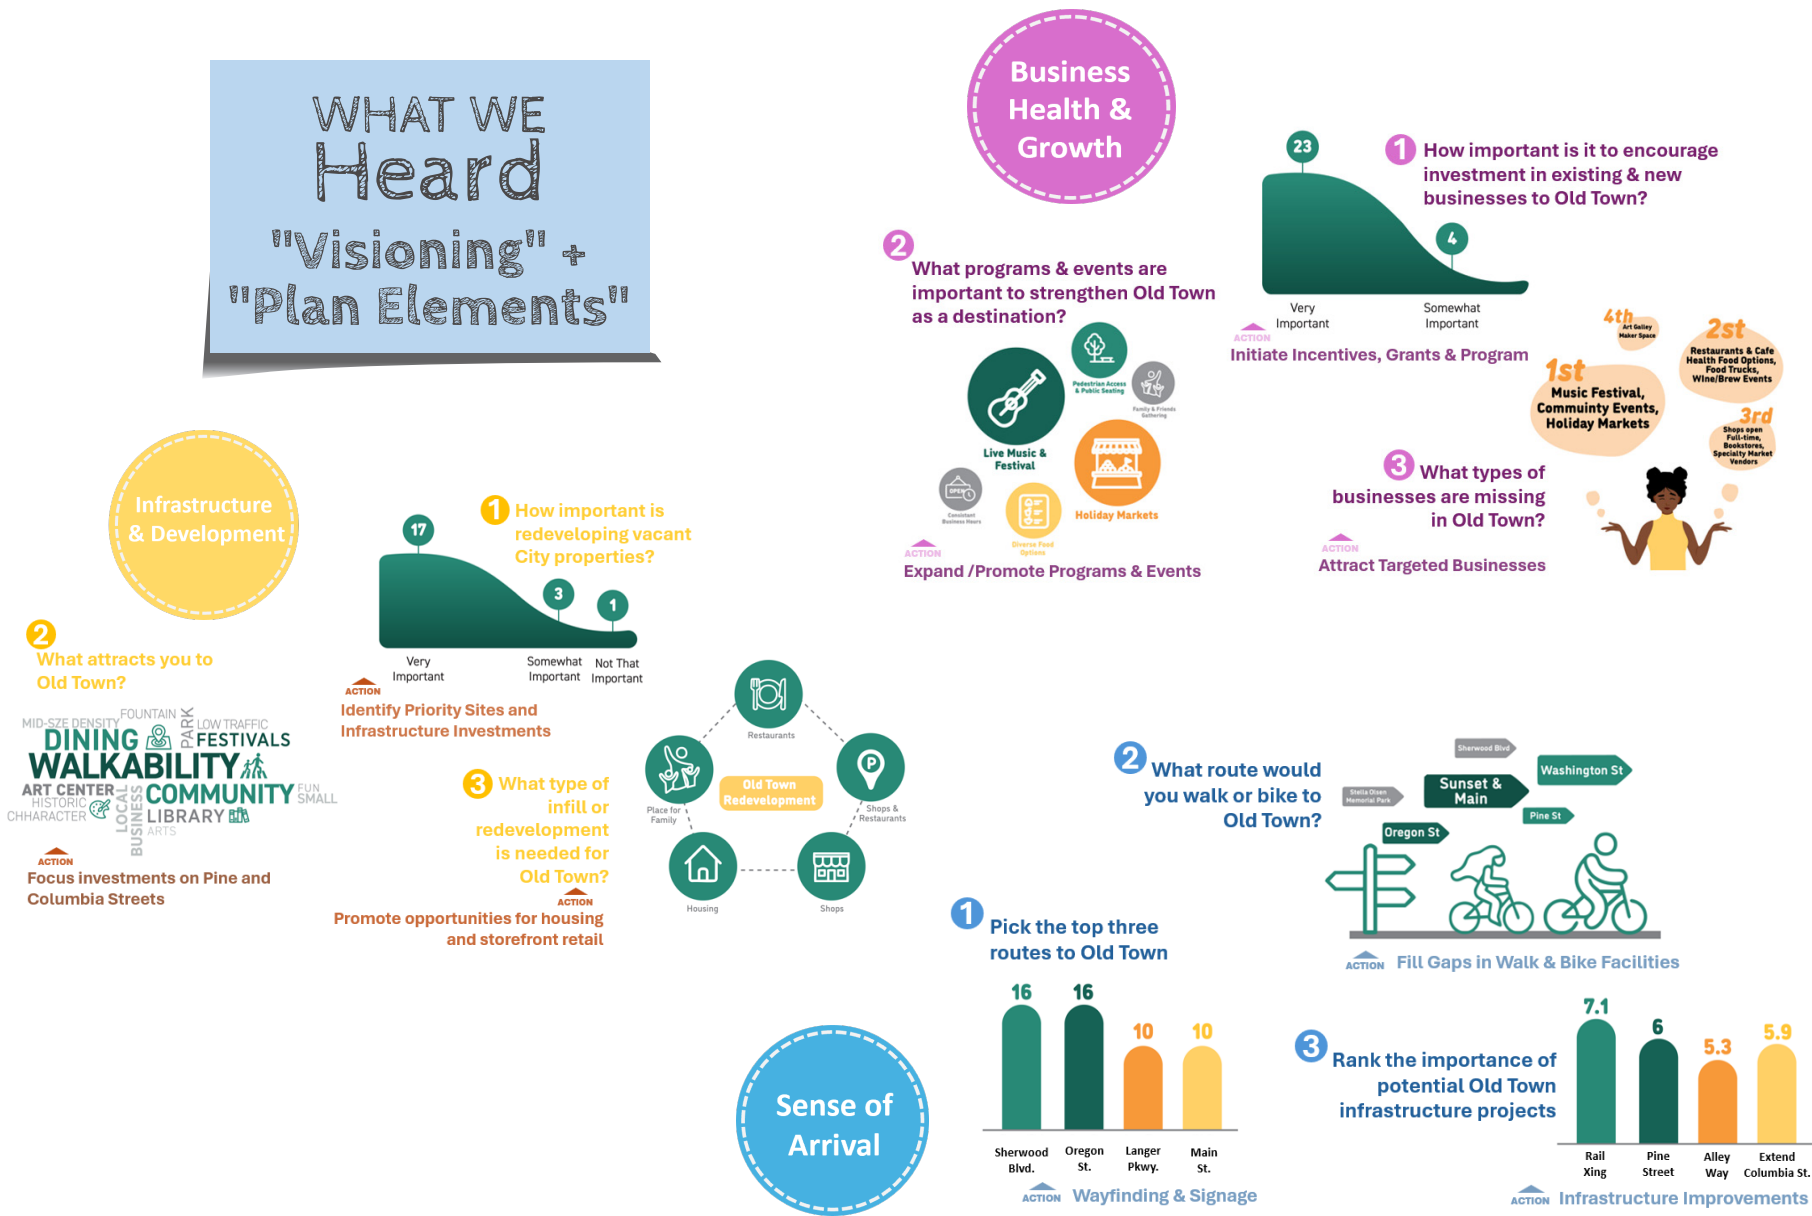 WHAT WE
Heard
"Visioning" +
"Plan Elements"
Business
Health &
Growth
1
How important is it to encourage
investment in existing & new
businesses to Old Town?
23
4
Very
Important
Somewhat
Important
ACTION
Initiate Incentives, Grants & Program
2
What programs & events are
important to strengthen Old Town
as a destination?
Pedestrian Access
& Public Seating
Family & Friends
Gathering
Live Music &
Festival
Holiday Markets
OPEN
Consistant
Business Hours
Diverse Food
Options
ACTION
Expand /Promote Programs & Events
4th
Art Galley
Maker Space
2st
Restaurants & Cafe
Health Food Options,
Food Trucks,
WIne/Brew Events
1st
Music Festival,
Commuinty Events,
Holiday Markets
3rd
Shops open
Full-time,
Bookstores,
Specialty Market
Vendors
3
What types of
businesses are missing
in Old Town?
ACTION
Attract Targeted Businesses
Infrastructure
& Development
1
How important is
redeveloping vacant
City properties?
17
3
1
Very
Important
Somewhat
Important
Not That
Important
ACTION
Identify Priority Sites and
Infrastructure Investments
2
What attracts you to
Old Town?
FOUNTAIN
MID-SZE DENSITY
PARK
LOW TRAFFIC
DINING
FESTIVALS
WALKABILITY
ART CENTER
COMMUNITY
FUN
SMALL
HISTORIC
CHHARACTER
LOCAL
BUSINESS
LIBRARY
ARTS
ACTION
Focus investments on Pine and
Columbia Streets
3
What type of
infill or
redevelopment
is needed for
Old Town?
ACTION
Promote opportunities for housing
and storefront retail
Restaurants
Place for
Family
Old Town
Redevelopment
P
Shops &
Restaurants
Housing
Shops
Sense of
Arrival
1
Pick the top three
routes to Old Town
16
16
10
10
Sherwood
Blvd.
Oregon
St.
Langer
Pkwy.
Main
St.
ACTION
Wayfinding & Signage
2
What route would
you walk or bike to
Old Town?
Sherwood Blvd
Washington St
Sunset &
Main
Stella Olsen
Memorial Park
Pine St
Oregon St
ACTION
Fill Gaps in Walk & Bike Facilities
3
Rank the importance of
potential Old Town
infrastructure projects
7.1
6
5.3
5.9
Rail
Xing
Pine
Street
Alley
Way
Extend
Columbia St.
ACTION
Infrastructure Improvements